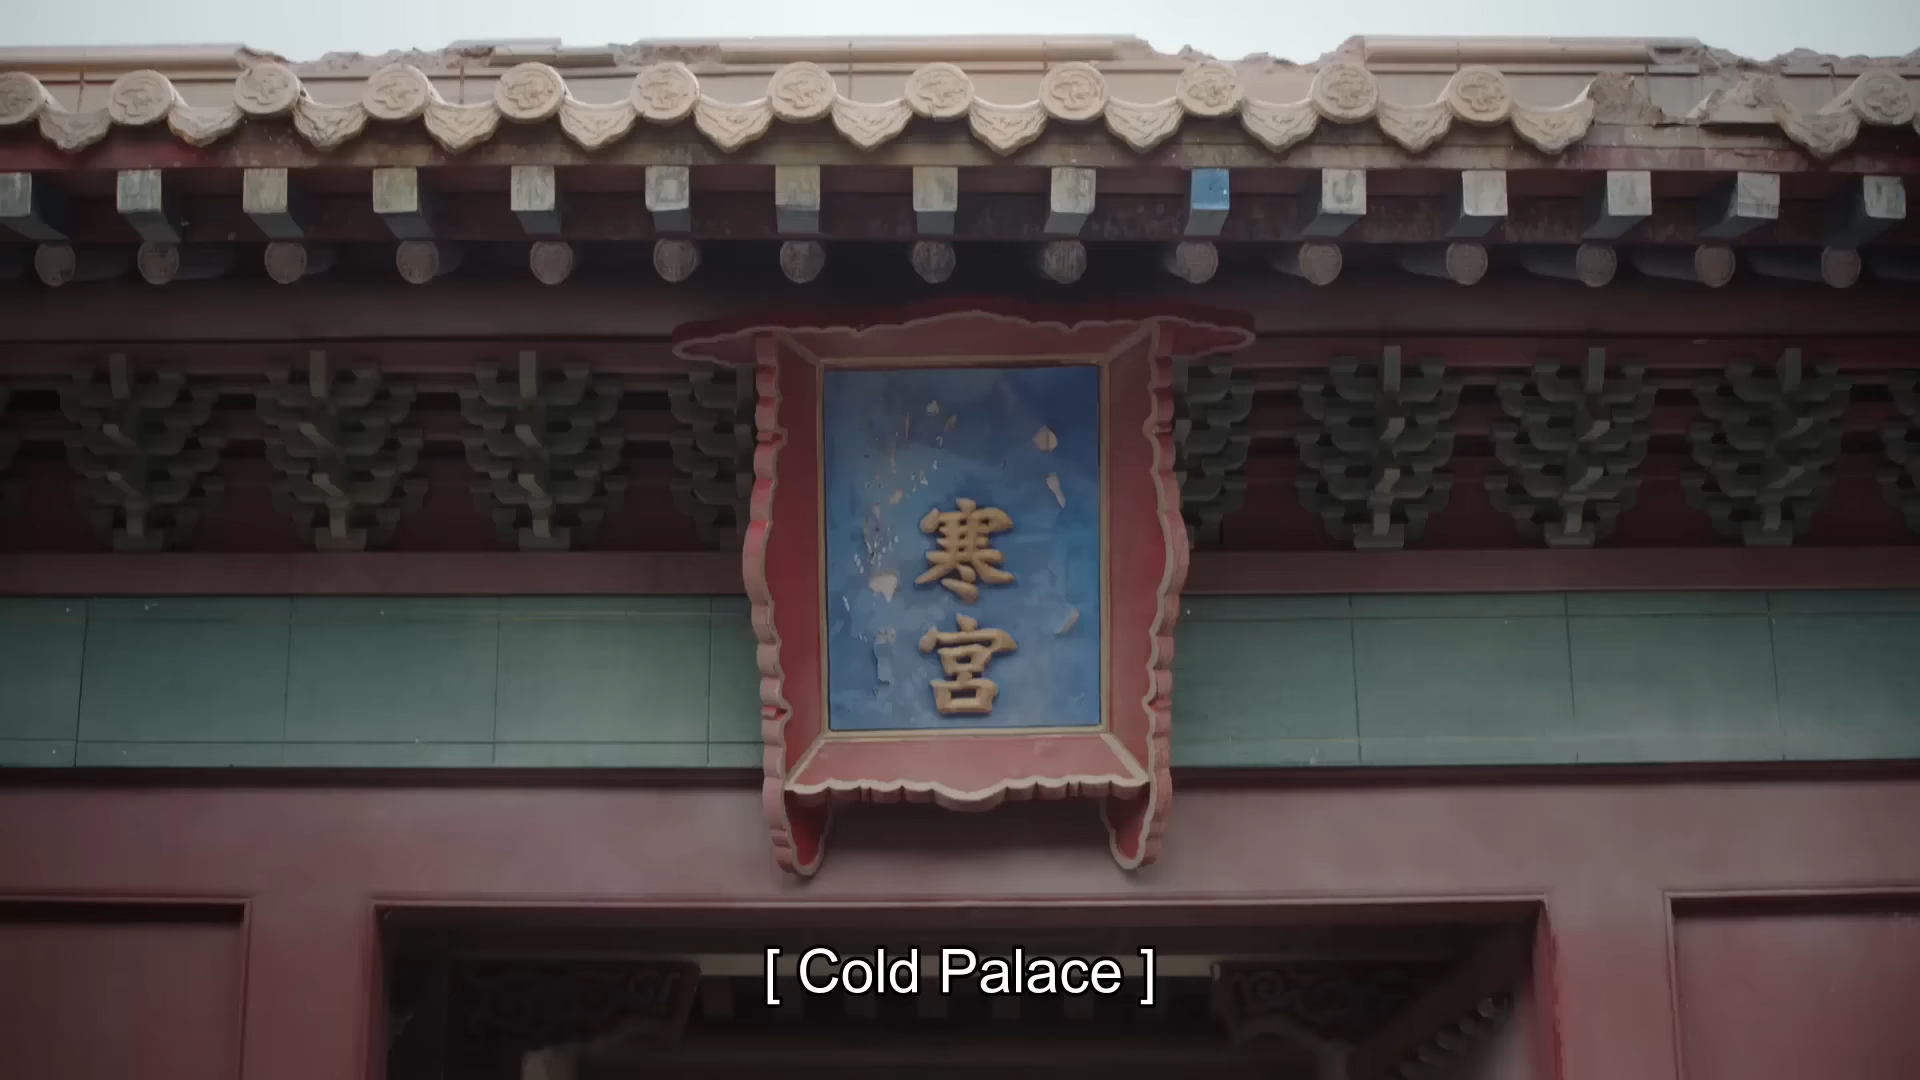 寒
宮
[ Cold Palace ]